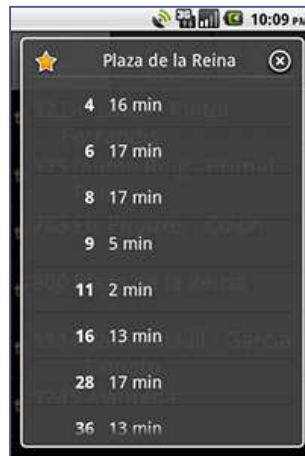 10:09 PM
Plaza de la Reina
4 16 min
6 17 min
8 17 min
9 5 min
11 2 min
16 13 min
28 17 min
36 13 min